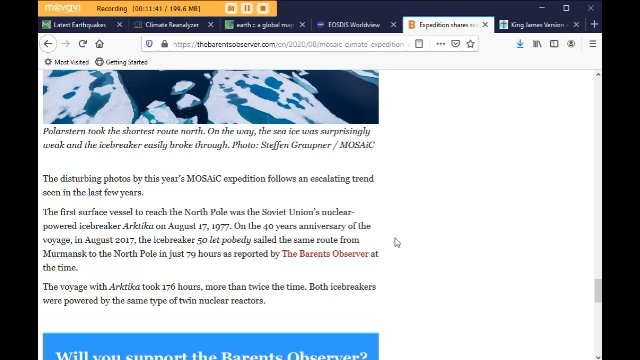 movavi
Recording 00:11:41 / 199.6 MB
Latest Earthquakes
Climate Reanalyzer
earth :: a global ma
EOSDIS Worldview
Expedition shares
King James Version -
https://thebarentsobserver.com/en/2020/08/mosaic-climate-expedition
Most Visited Getting Started
Polarstern took the shortest route north. On the way, the sea ice was surprisingly
weak and the icebreaker easily broke through. Photo: Steffen Graupner / MOSAiC
The disturbing photos by this year's MOSAiC expedition follows an escalating trend
seen in the last few years.
The first surface vessel to reach the North Pole was the Soviet Union's nuclear-
powered icebreaker Arktika on August 17, 1977. On the 40 years anniversary of the
voyage, in August 2017, the icebreaker 50 let pobedy sailed the same route from
Murmansk to the North Pole in just 79 hours as reported by The Barents Observer at
the time.
The voyage with Arktika took 176 hours, more than twice the time. Both icebreakers
were powered by the same type of twin nuclear reactors.
Will you support the Barents Observer?